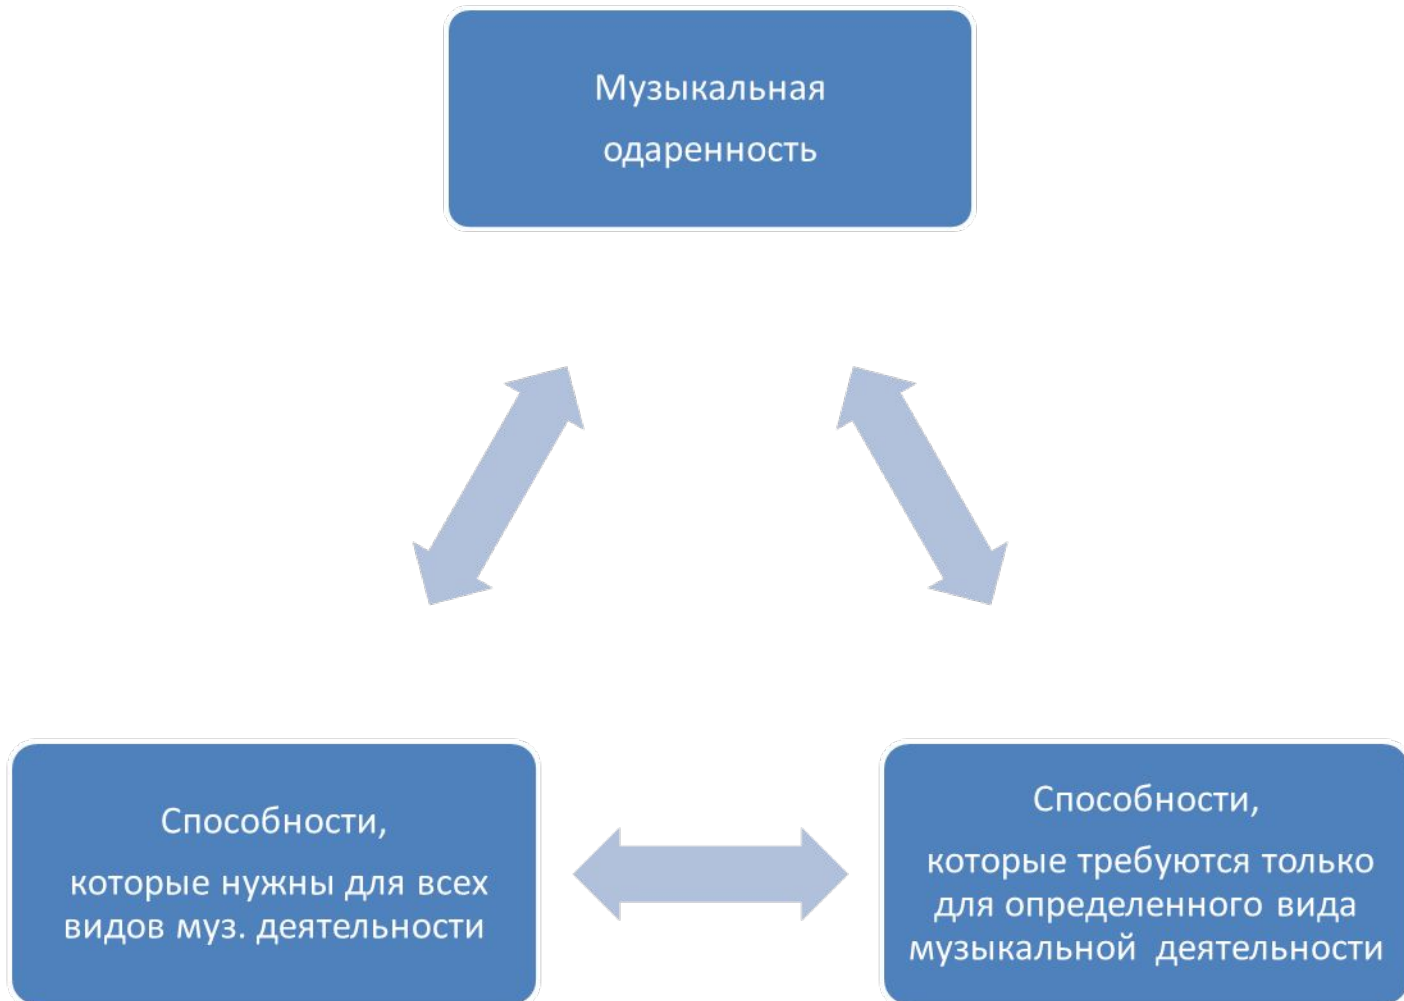 Музыкальная
одаренность
Способности,
которые нужны для всех
видов муз. деятельности
Способности,
которые требуются только
для определенного вида
музыкальной деятельности